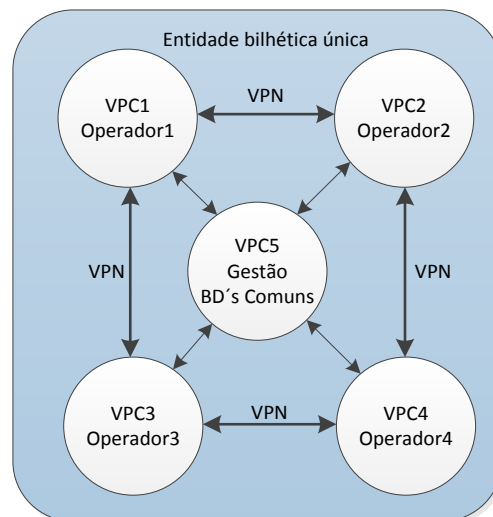 Entidade bilhética única
VPC1
Operador1
VPN
VPC2
Operador2
VPC5
Gestão
BD´s Comuns
VPN
VPN
VPC3
Operador3
VPN
VPC4
Operador4